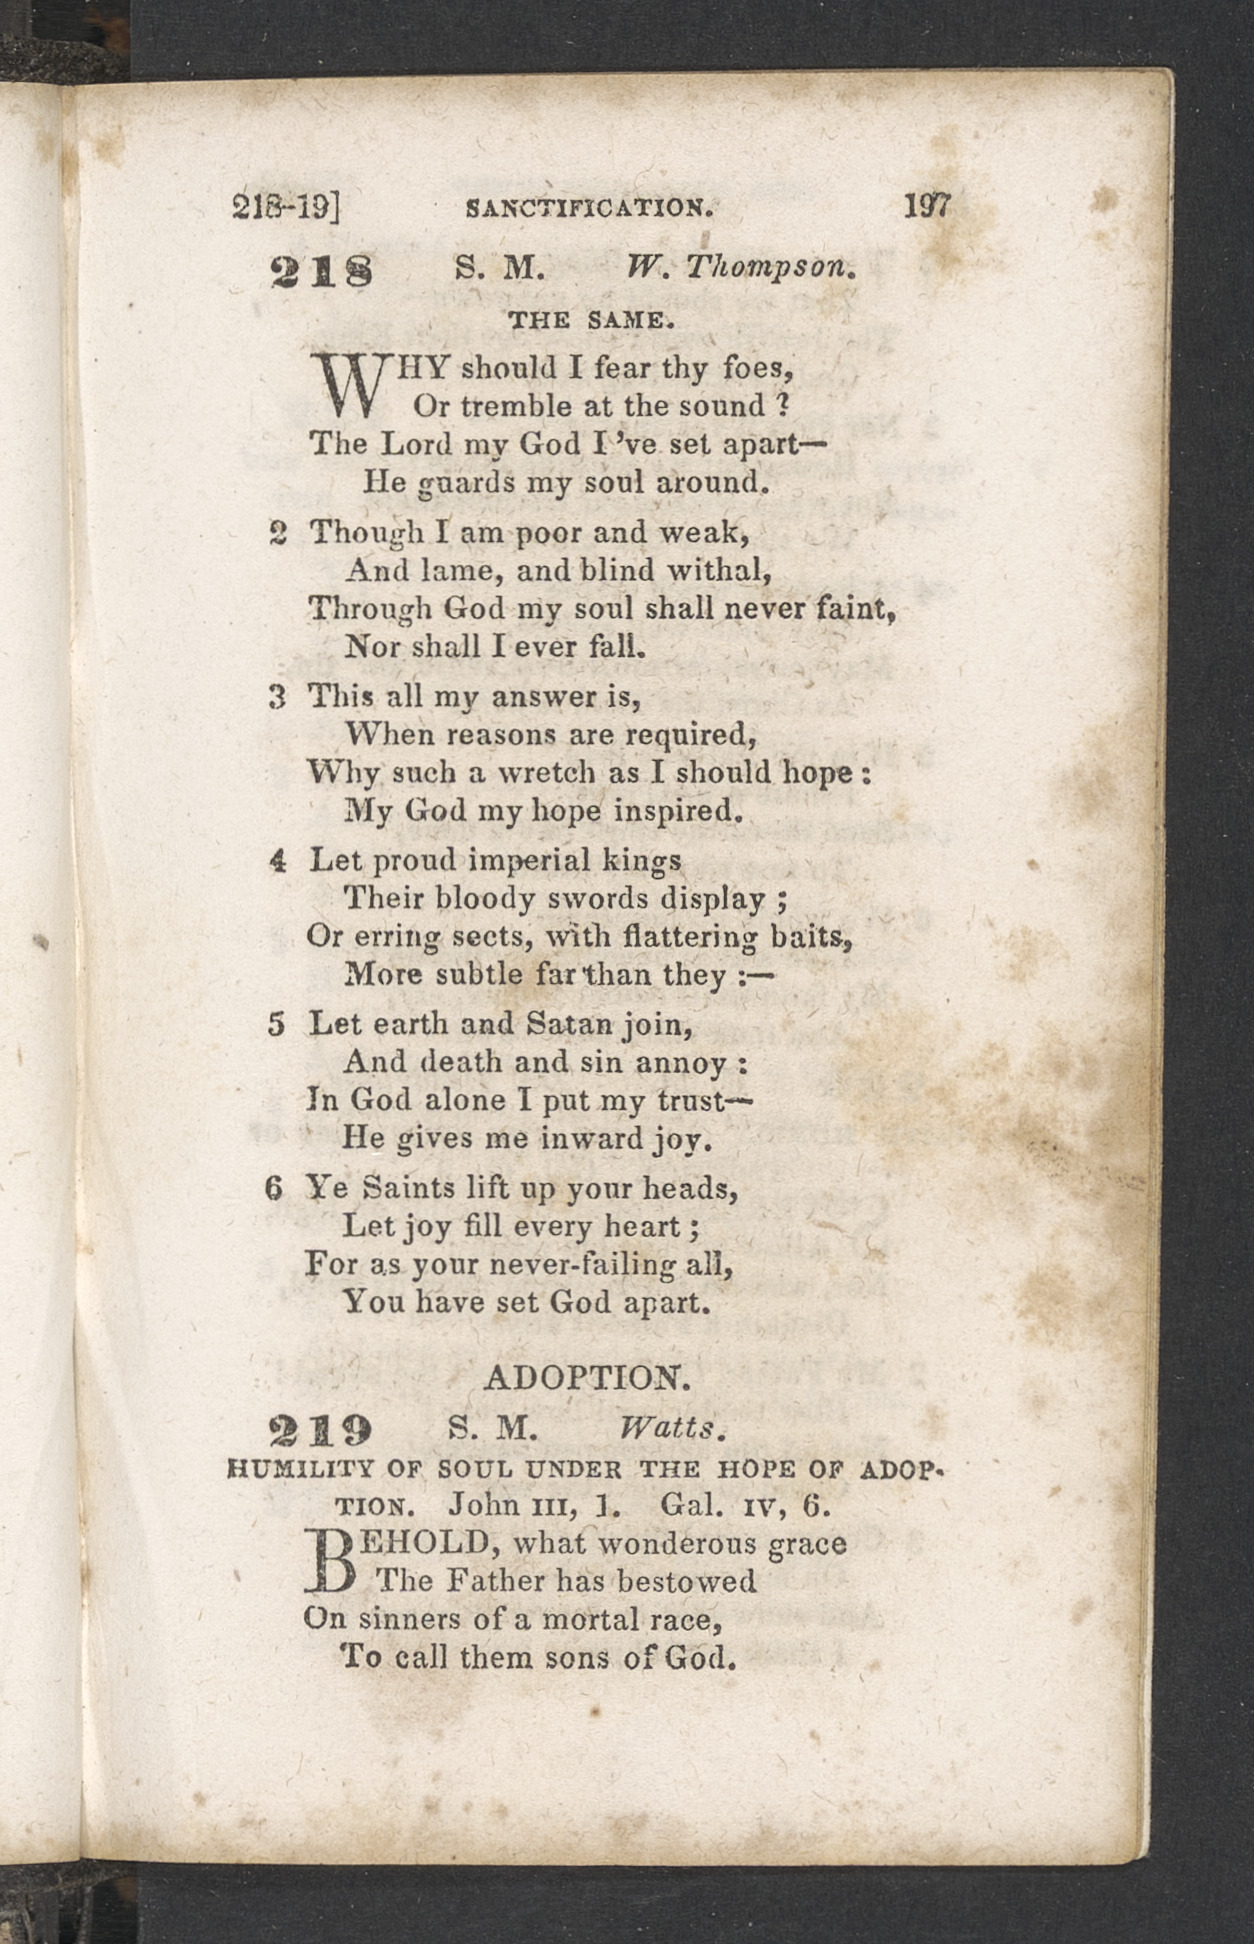 218-19] SANCTIFICATION. 197
218 S. M. W. Thompson.
THE SAME.
WHY should I fear thy foes,
Or tremble at the sound ?
The Lord my God I 've set apart—
He guards my soul around.
2 Though I am poor and weak,
And lame, and blind withal,
Through God my soul shall never faint,
Nor shall I ever fall.
3 This all my answer is,
When reasons are required,
Why such a wretch as I should hope :
My God my hope inspired.
4 Let proud imperial kings
Their bloody swords display ;
Or erring sects, with flattering baits,
More subtle far than they :—
5 Let earth and Satan join,
And death and sin annoy :
In God alone I put my trust—
He gives me inward joy.
6 Ye Saints lift up your heads,
Let joy fill every heart ;
For as your never-failing all,
You have set God apart.
ADOPTION.
219 S. M. Watts.
HUMILITY OF SOUL UNDER THE HOPE OF ADOP-
TION. John III, 1. Gal. IV, 6.
BEHOLD, what wonderous grace
The Father has bestowed
On sinners of a mortal race,
To call them sons of God.